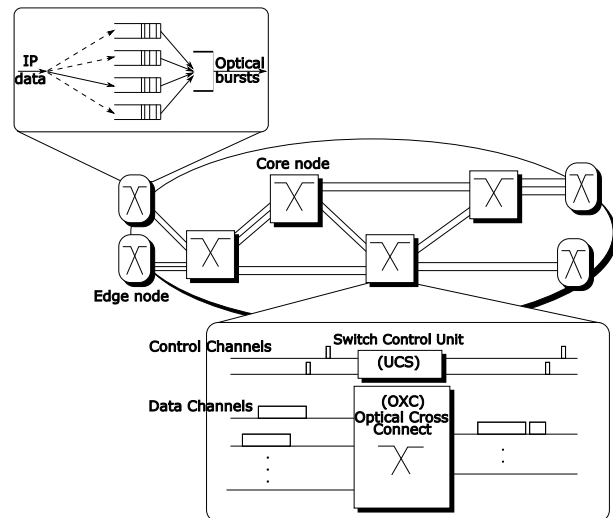 IP
data
Optical
bursts
Core node
Edge node
Switch Control Unit
Control Channels
(UCS)
(OXC)
Data Channels
Optical Cross
Connect